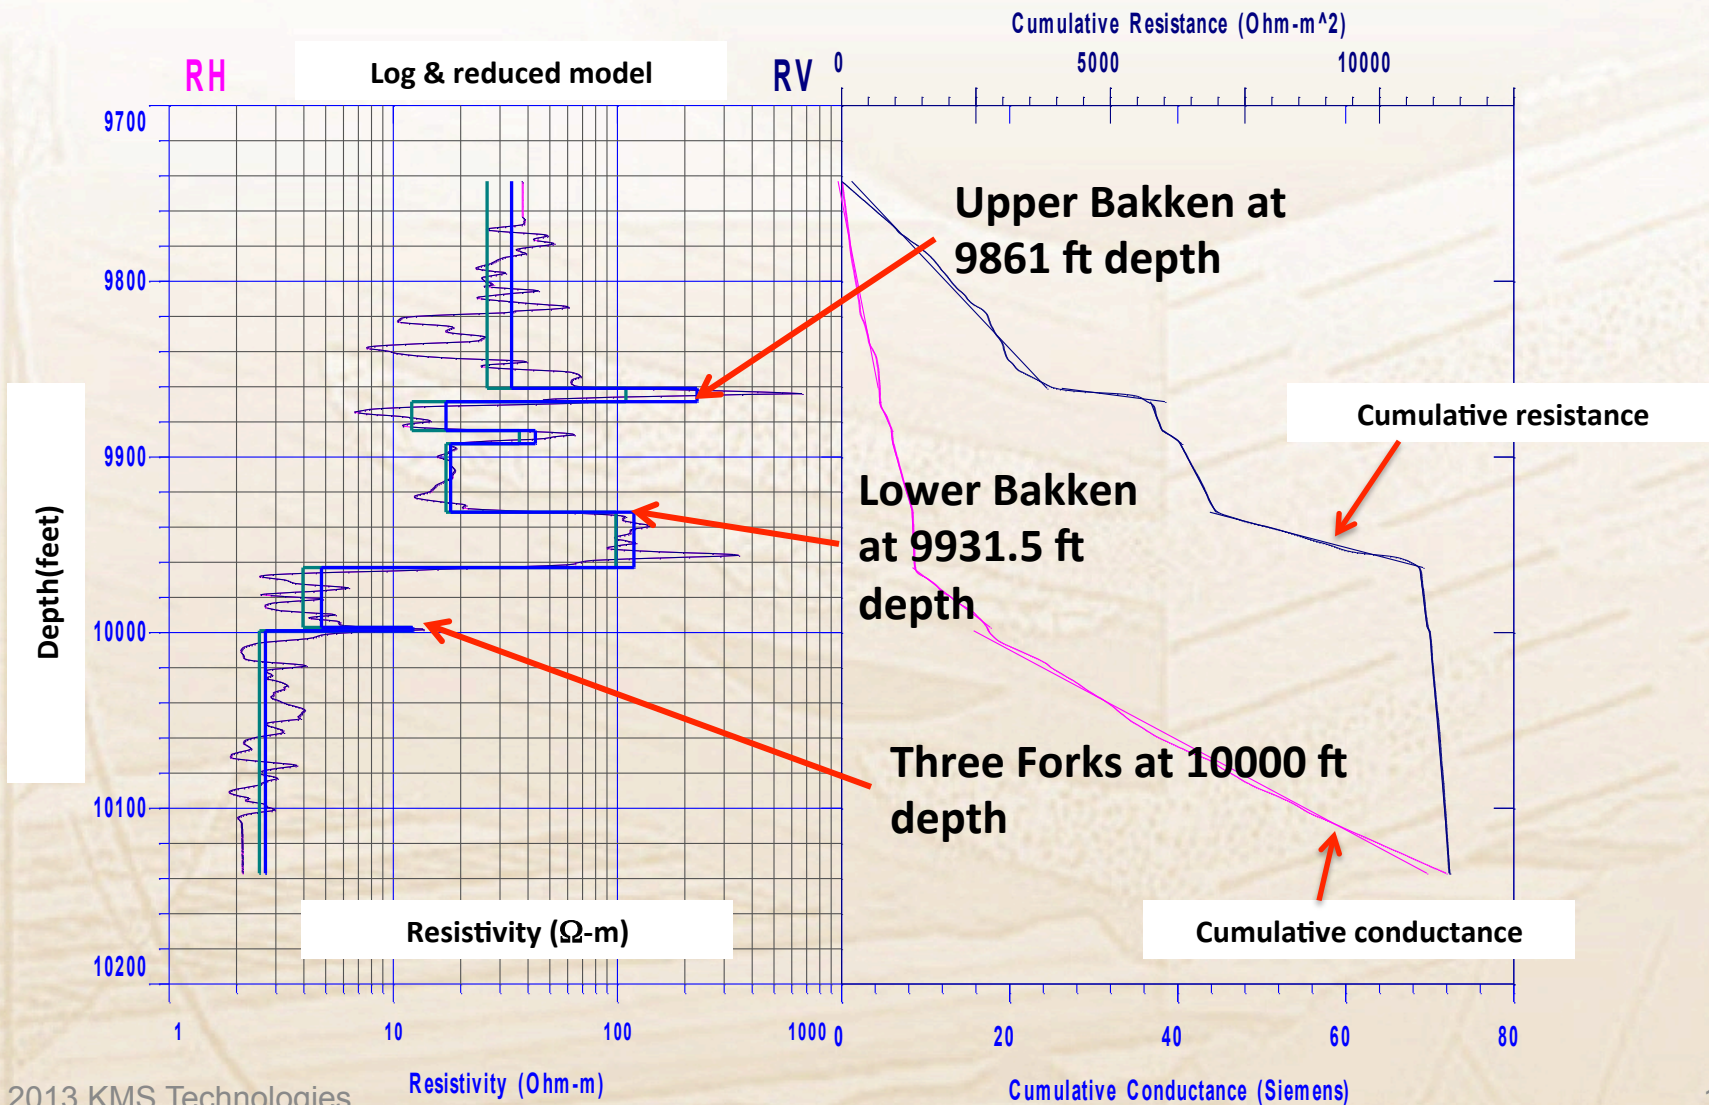 Cumulative Resistance (Ohm-m^2)
RH
Log & reduced model
RV
0
5000
10000
9700
9800
9900
10000
10100
10200
Depth(feet)
Upper Bakken at
9861 ft depth
Cumulative resistance
Lower Bakken
at 9931.5 ft
depth
Three Forks at 10000 ft
depth
Resistivity (Ω-m)
Cumulative conductance
1
10
100
1000
0
20
40
60
80
Resistivity (Ohm-m)
Cumulative Conductance (Siemens)
2013 KMS Technologies